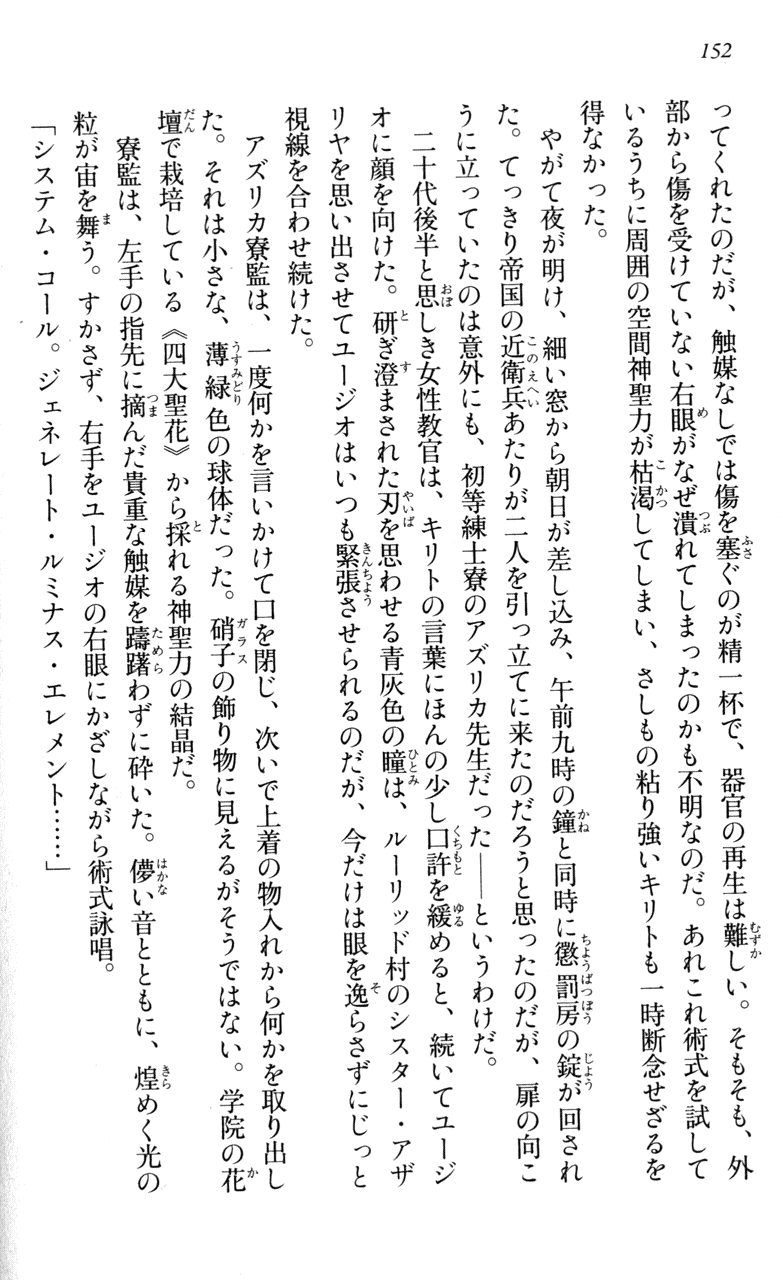 152
ってくれたのだが、触媒なしでは傷を塞ぐのが精一杯で、器官の再生は難しい。そもそも、外
部から傷を受けていない右眼がなぜ潰れてしまったのかも不明なのだ。あれこれ術式を試して
いるうちに周囲の空間神聖力が枯渇してしまい、さしもの粘り強いキリトも一時断念せざるを
得なかった。
やがて夜が明け、細い窓から朝日が差し込み、午前九時の鐘と同時に懲罰房の錠が回され
た。てっきり帝国の近衛兵あたりが二人を引っ立てに来たのだろうと思ったのだが、扉の向こ
うに立っていたのは意外にも、初等練士寮のアズリカ先生だった――というわけだ。
二十代後半と思しき女性教官は、キリトの言葉にほんの少し口許を緩めると、続いてユージ
オに顔を向けた。研ぎ澄まされた刃を思わせる青灰色の瞳は、ルーリッド村のシスター・アザ
リヤを思い出させてユージオはいつも緊張させられるのだが、今だけは眼を逸らさずにじっと
視線を合わせ続けた。
アズリカ寮監は、一度何かを言いかけて口を閉じ、次いで上着の物入れから何かを取り出し
た。それは小さな、薄緑色の球体だった。硝子の飾り物に見えるがそうではない。学院の花
壇で栽培している《四大聖花》から採れる神聖力の結晶だ。
寮監は、左手の指先に摘んだ貴重な触媒を躊躇わずに砕いた。儚い音とともに、煌めく光の
粒が宙を舞う。すかさず、右手をユージオの右眼にかざしながら術式詠唱。
「システム・コール。ジェネレート・ルミナス・エレメント……」